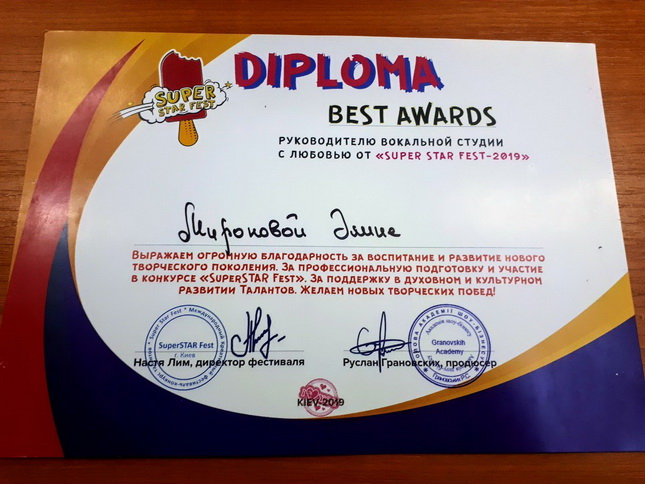 SUPER
STAR FEST
DIPLOMA
BEST AWARDS
РУКОВОДИТЕЛЮ ВОКАЛЬНОЙ СТУДИИ
С ЛЮБОВЬЮ ОТ «SUPER STAR FEST-2019»
Мироновой Элине
ВЫРАЖАЕМ ОГРОМНУЮ БЛАГОДАРНОСТЬ ЗА ВОСПИТАНИЕ И РАЗВИТИЕ НОВОГО
ТВОРЧЕСКОГО ПОКОЛЕНИЯ. ЗА ПРОФЕССИОНАЛЬНУЮ ПОДГОТОВКУ И УЧАСТИЕ
В КОНКУРСЕ «SUPERSTAR FEST». ЗА ПОДДЕРЖКУ В ДУХОВНОМ И КУЛЬТУРНОМ
РАЗВИТИИ ТАЛАНТОВ. ЖЕЛАЕМ НОВЫХ ТВОРЧЕСКИХ ПОБЕД!
SuperSTAR Fest
г. Киев
Granovskih
Academy
Настя Лим, директор фестиваля
Руслан Грановских, продюсер
KIEV-2019